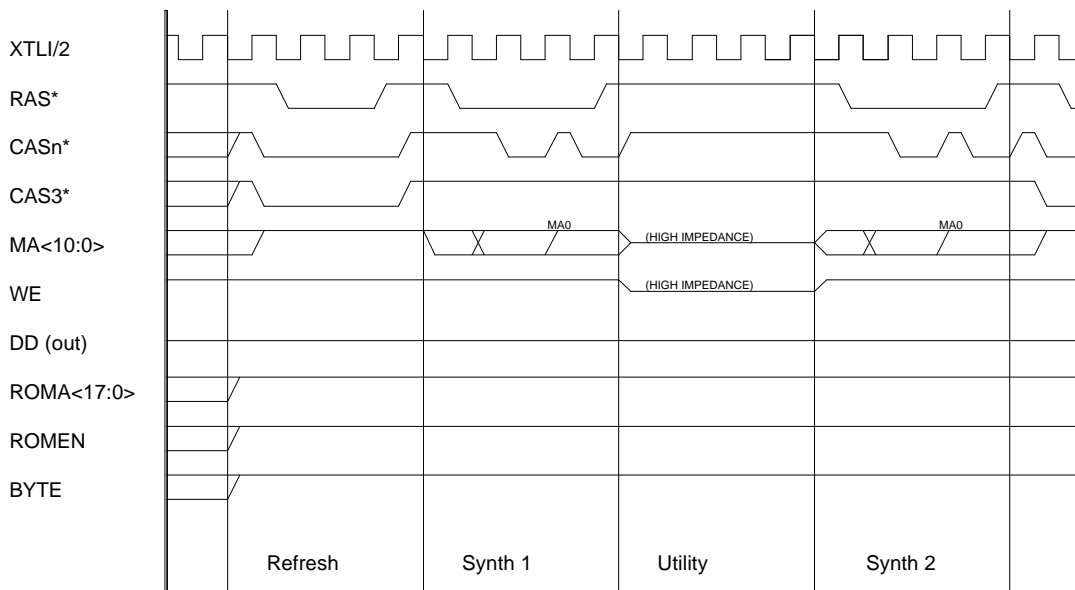 XTLI/2
RAS*
CASn*
CAS3*
MA<10:0>
MA0
(HIGH IMPEDANCE)
MA0
WE
(HIGH IMPEDANCE)
DD (out)
ROMA<17:0>
ROMEN
BYTE
Refresh
Synth 1
Utility
Synth 2